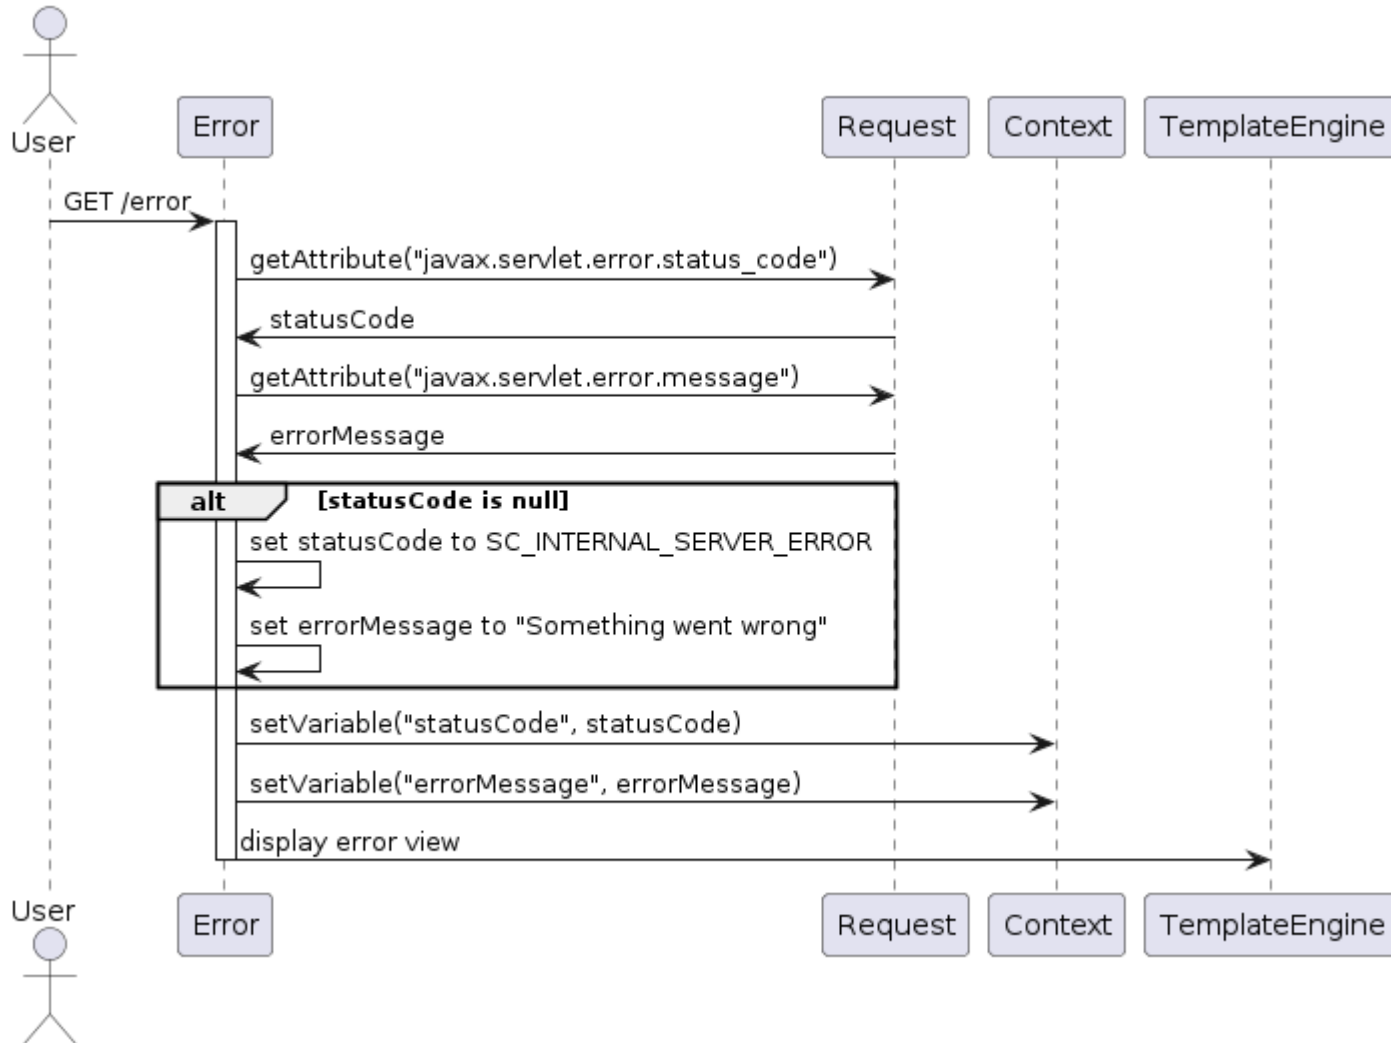 User
Error
Request
Context
TemplateEngine
GET /error
getAttribute("javax.servlet.error.status_code")
statusCode
getAttribute("javax.servlet.error.message")
errorMessage
alt [statusCode is null]
set statusCode to SC_INTERNAL_SERVER_ERROR
set errorMessage to "Something went wrong"
setVariable("statusCode", statusCode)
setVariable("errorMessage", errorMessage)
display error view
User
Error
Request
Context
TemplateEngine